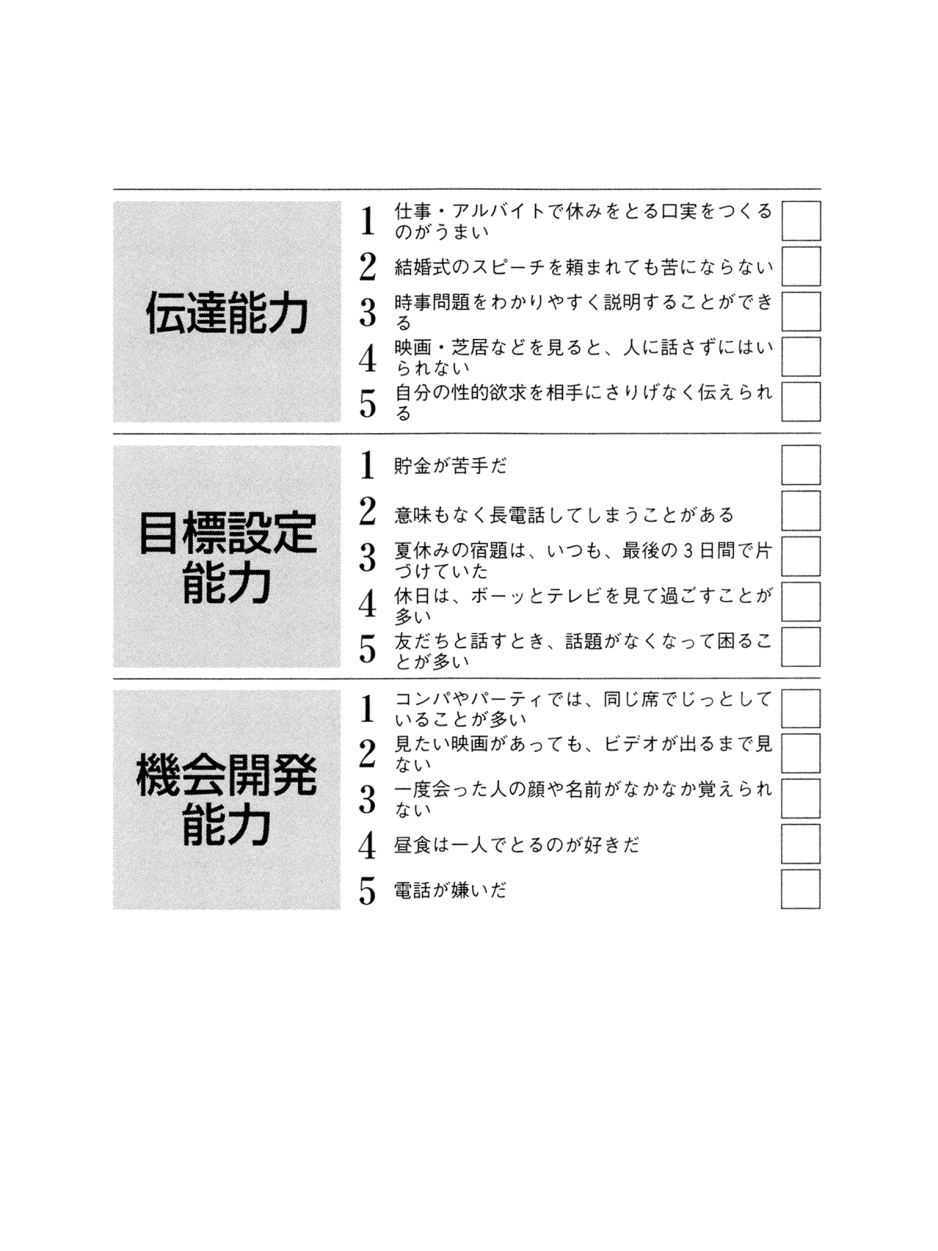 伝達能力
1 仕事・アルバイトで休みをとる口実をつくる
のがうまい
2 結婚式のスピーチを頼まれても苦にならない
3 時事問題をわかりやすく説明することができ
る
4 映画・芝居などを見ると、人に話さずにはい
られない
5 自分の性的欲求を相手にさりげなく伝えられ
る
目標設定
能力
1 貯金が苦手だ
2 意味もなく長電話してしまうことがある
3 夏休みの宿題は、いつも、最後の3日間で片
づけていた
4 休日は、ボーッとテレビを見て過ごすことが
多い
5 友だちと話すとき、話題がなくなって困るこ
とが多い
機会開発
能力
1 コンパやパーティでは、同じ席でじっとして
いることが多い
2 見たい映画があっても、ビデオが出るまで見
ない
3 一度会った人の顔や名前がなかなか覚えられ
ない
4 昼食は一人でとるのが好きだ
5 電話が嫌いだ